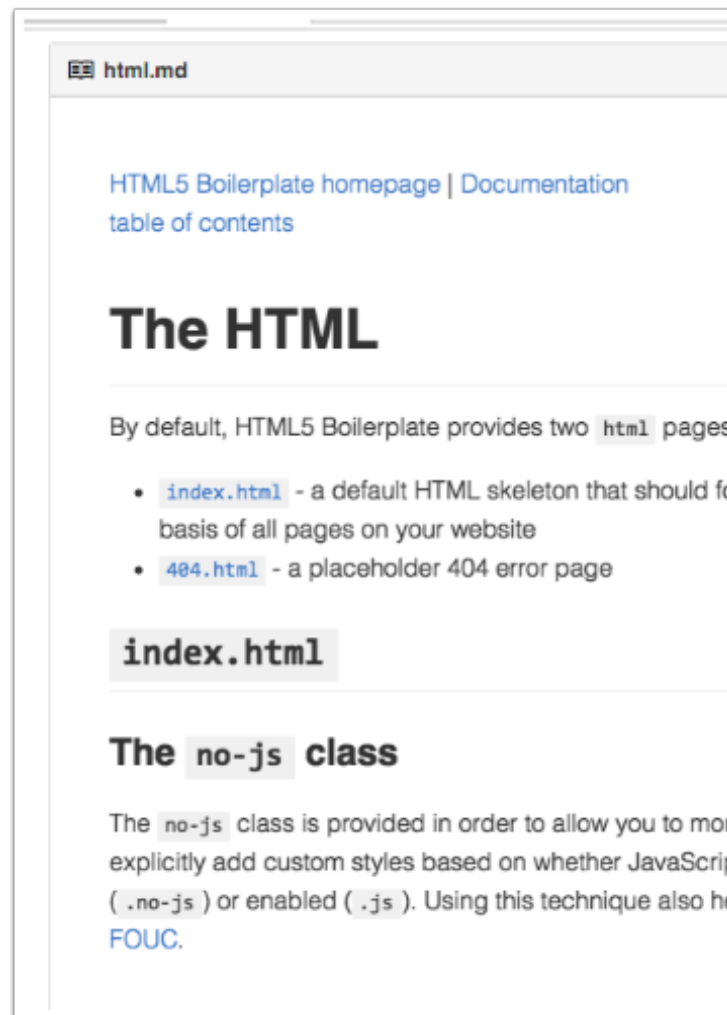 html.md
HTML5 Boilerplate homepage | Documentation
table of contents
The HTML
By default, HTML5 Boilerplate provides two html pages
• index.html - a default HTML skeleton that should
basis of all pages on your website
• 404.html - a placeholder 404 error page
index.html
The no-js class
The no-js class is provided in order to allow you to
explicitly add custom styles based on whether
( .no-js ) or enabled ( .js ). Using this technique also
FOUC.